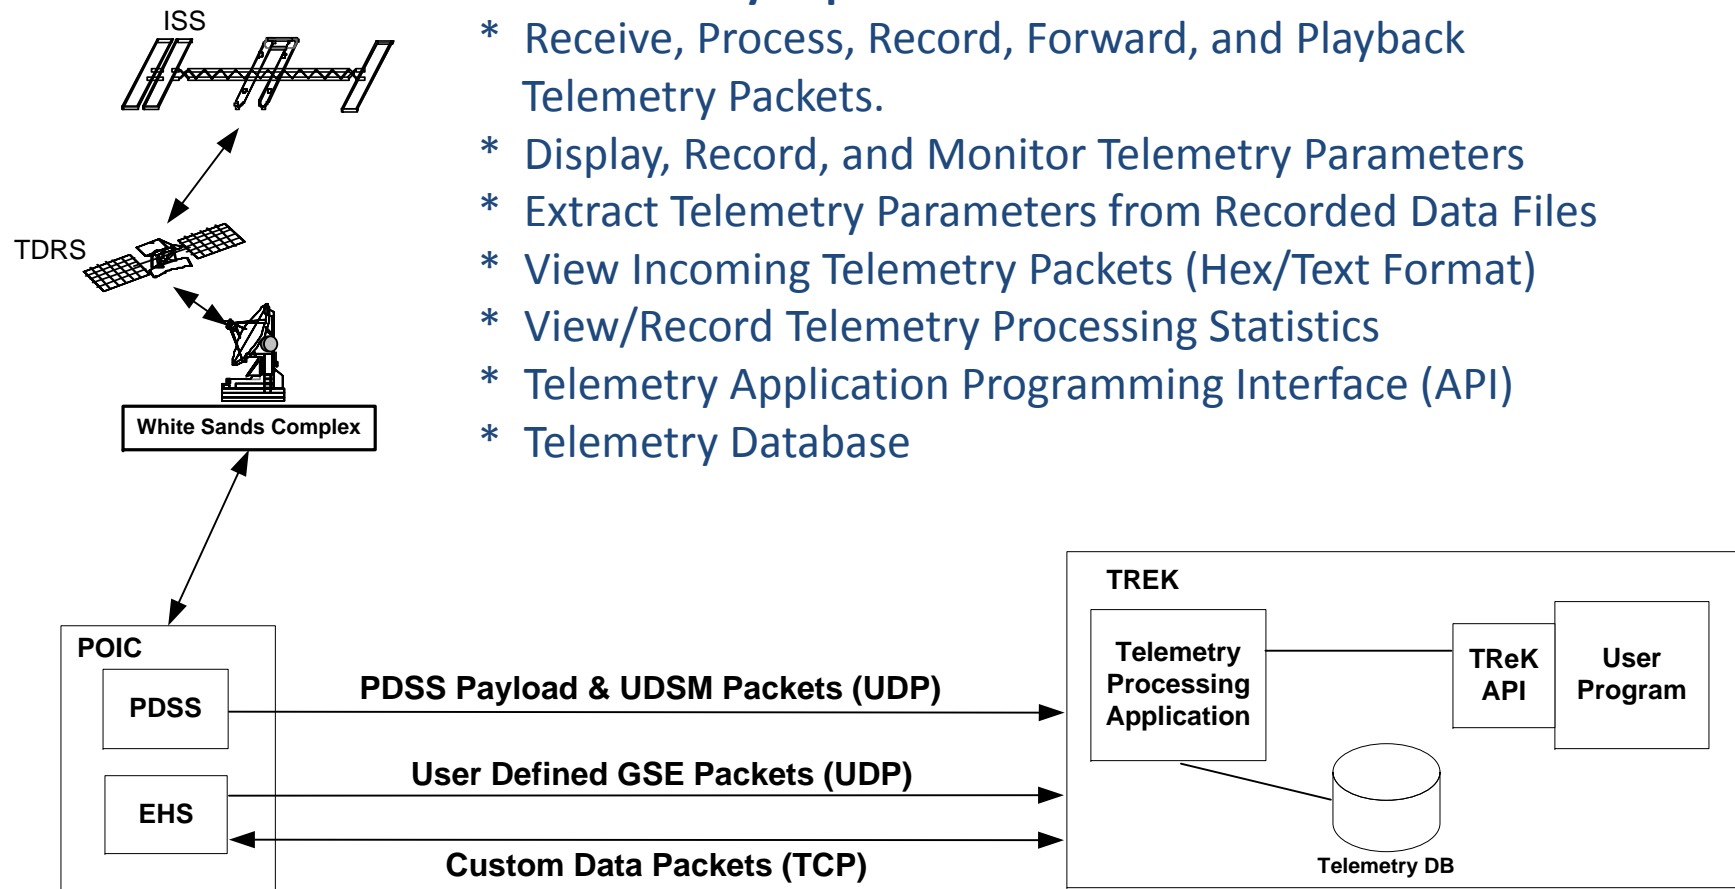 ISS
* Receive, Process, Record, Forward, and Playback
Telemetry Packets.
* Display, Record, and Monitor Telemetry Parameters
* Extract Telemetry Parameters from Recorded Data Files
* View Incoming Telemetry Packets (Hex/Text Format)
* View/Record Telemetry Processing Statistics
* Telemetry Application Programming Interface (API)
* Telemetry Database
TDRS
White Sands Complex
POIC
PDSS
EHS
PDSS Payload & UDSM Packets (UDP)
User Defined GSE Packets (UDP)
Custom Data Packets (TCP)
TREK
Telemetry
Processing
Application
TReK
API
User
Program
Telemetry DB